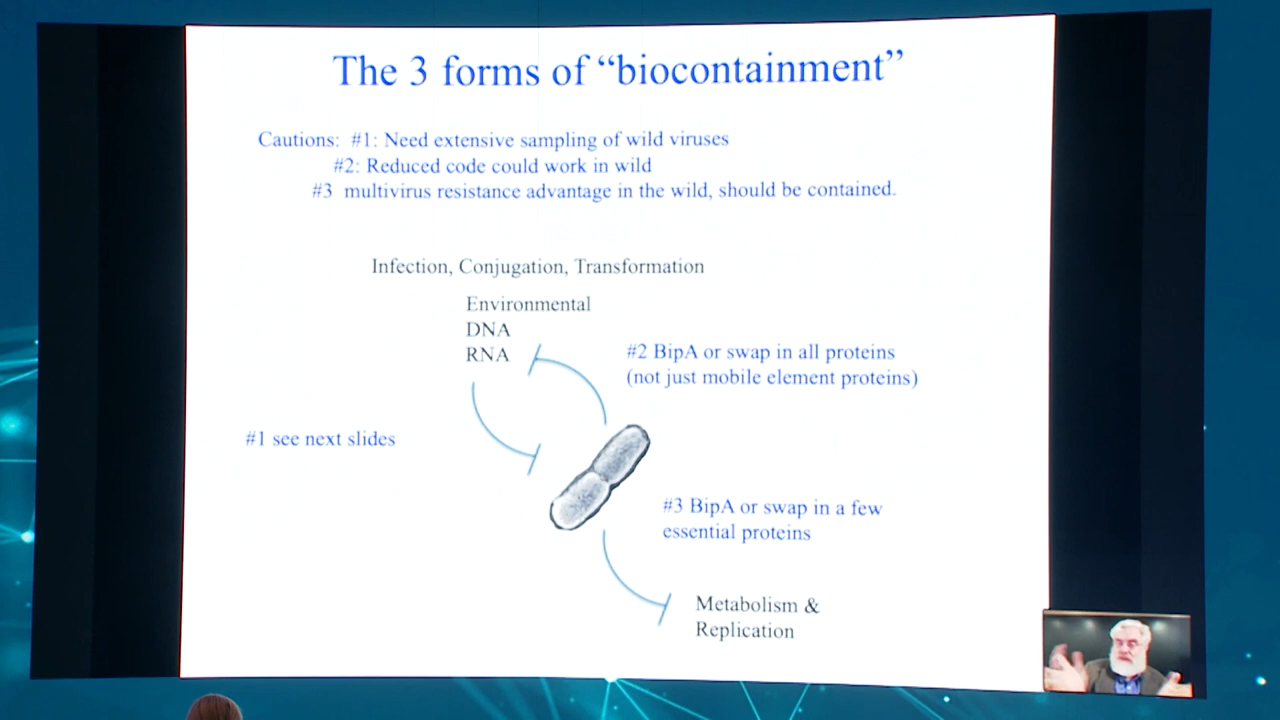 The 3 forms of “biocontainment”
Cautions: #1: Need extensive sampling of wild viruses
#2: Reduced code could work in wild
#3 multivirus resistance advantage in the wild, should be contained.
Infection, Conjugation, Transformation
Environmental
DNA
RNA
#2 BipA or swap in all proteins
(not just mobile element proteins)
#1 see next slides
#3 BipA or swap in a few
essential proteins
Metabolism &
Replication